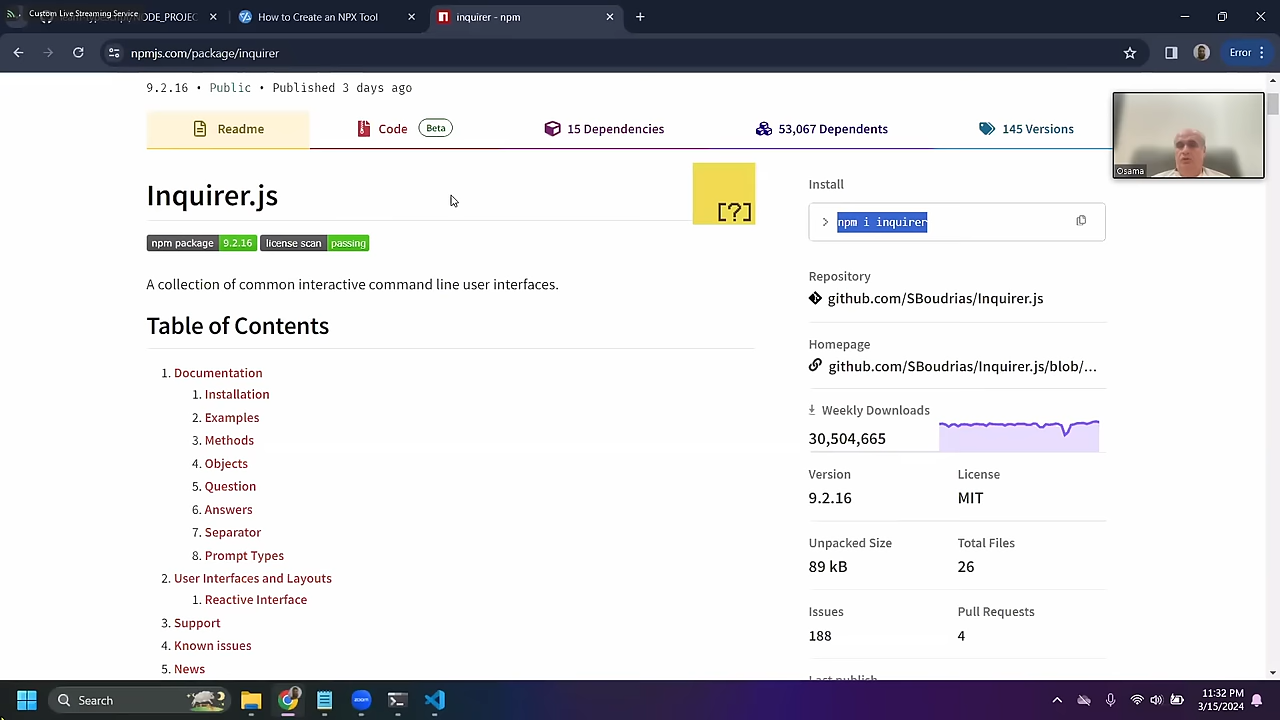 Custom Live Streaming Service
NODE_PROJEC
How to Create an NPX Tool
inquirer - npm
npmjs.com/package/inquirer
Error
9.2.16 • Public • Published 3 days ago
Readme
Code
Beta
15 Dependencies
53,067 Dependents
145 Versions
Osama
Inquirer.js
[?]
npm package 9.2.16
license scan passing
A collection of common interactive command line user interfaces.
Table of Contents
1. Documentation
1. Installation
2. Examples
3. Methods
4. Objects
5. Question
6. Answers
7. Separator
8. Prompt Types
2. User Interfaces and Layouts
1. Reactive Interface
3. Support
4. Known issues
5. News
Install
npm i inquirer
Repository
github.com/SBoudrias/Inquirer.js
Homepage
github.com/SBoudrias/Inquirer.js/blob/...
Weekly Downloads
30,504,665
Version
License
9.2.16
MIT
Unpacked Size
Total Files
89 kB
26
Issues
Pull Requests
188
4
Last publish
Search
zoom
11:32 PM
3/15/2024